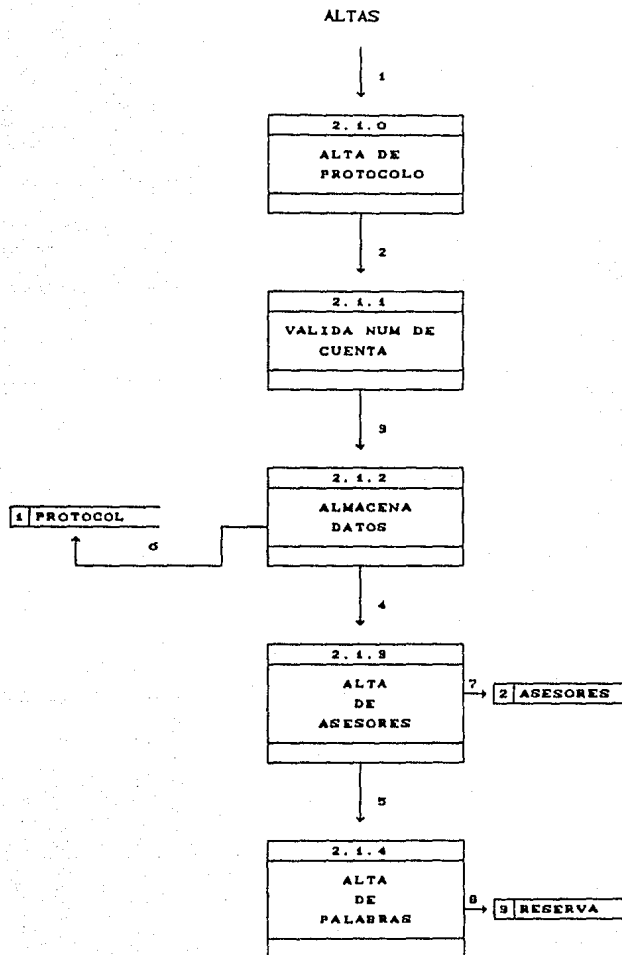 ALTAS
1
2.1.0
ALTA DE
PROTOCOLO
2
2.1.1
VALIDA NUM DE
CUENTA
3
2.1.2
ALMACENA
DATOS
1 PROTOCOL
6
4
2.1.3
ALTA
DE
ASESORES
7
2 ASESORES
5
2.1.4
ALTA
DE
PALABRAS
8
3 RESERVA